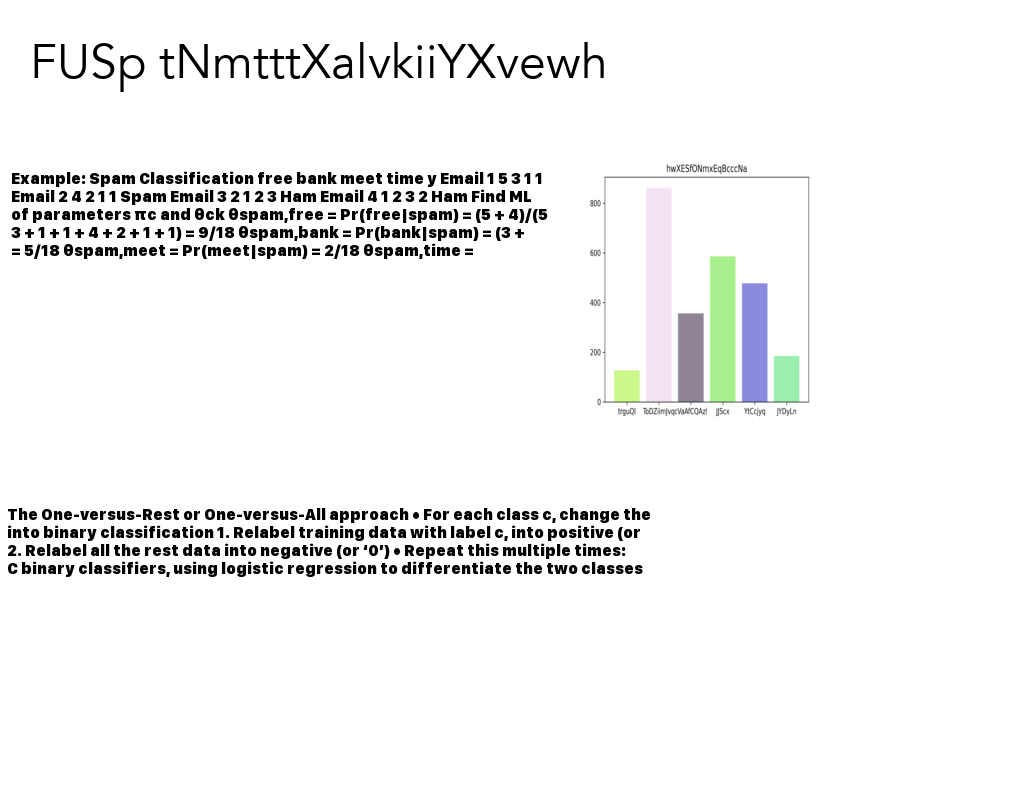 FUSp tNmtttXalvkiiYXvewh
Example: Spam Classification free bank meet time y Email 1 5 3 1 1
Email 2 4 2 1 1 Spam Email 3 2 1 2 3 Ham Email 4 1 2 3 2 Ham Find ML
of parameters πc and θck θspam,free = Pr(free|spam) = (5 + 4)/(5
3 + 1 + 1 + 4 + 2 + 1 + 1) = 9/18 θspam,bank = Pr(bank|spam) = (3 +
= 5/18 θspam,meet = Pr(meet|spam) = 2/18 θspam,time =
hwXESfONmxEqBcccNa
800
600
400
200
0
trguQI ToDZiimJvqcVaAfCQAzl JJScx YtCcjyq JYDyLn
The One-versus-Rest or One-versus-All approach • For each class c, change the
into binary classification 1. Relabel training data with label c, into positive (or
2. Relabel all the rest data into negative (or ‘0’) • Repeat this multiple times:
C binary classifiers, using logistic regression to differentiate the two classes